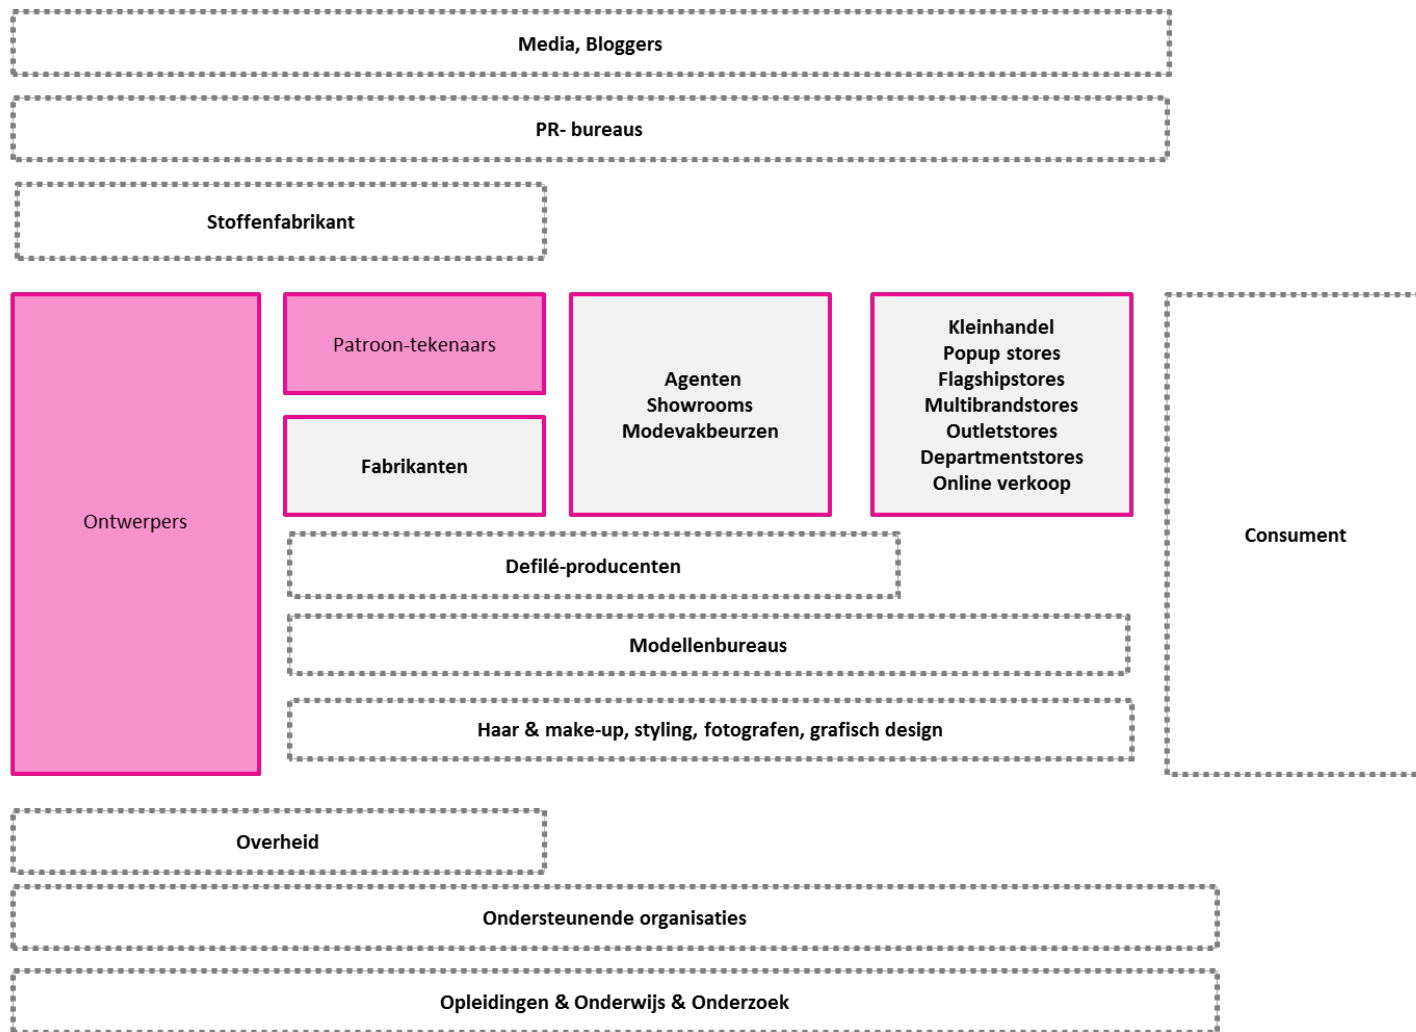 Media, Bloggers
PR- bureaus
Stoffenfabrikant
Ontwerpers
Patroon-tekenaars
Fabrikanten
Agenten
Showrooms
Modevakbeurzen
Kleinhandel
Popup stores
Flagshipstores
Multibrandstores
Outletstores
Departmentstores
Online verkoop
Consument
Defilé-producenten
Modellenbureaus
Haar & make-up, styling, fotografen, grafisch design
Overheid
Ondersteunende organisaties
Opleidingen & Onderwijs & Onderzoek